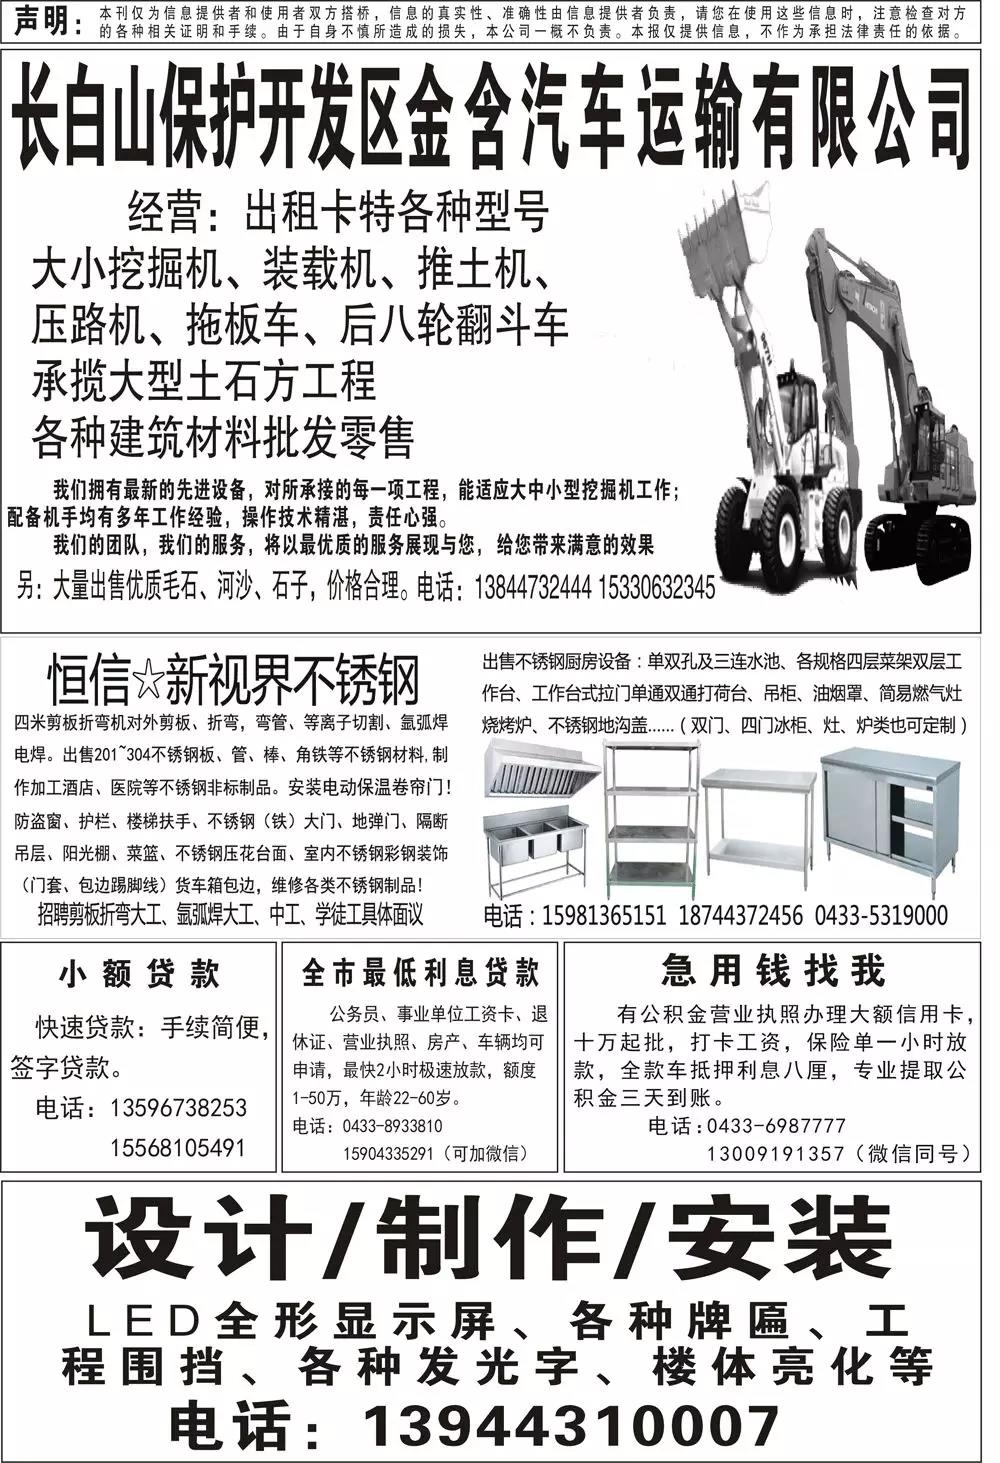 声明：
本刊仅为信息提供者和使用者双方搭桥，信息的真实性、准确性由信息提供者负责，请您在使用这些信息时，注意检查对方
的各种相关证明和手续。由于自身不慎所造成的损失，本公司一概不负责。本报仅提供信息，不作为承担法律责任的依据。
长白山保护开发区金含汽车运输有限公司
经营：出租卡特各种型号
大小挖掘机、装载机、推土机、
压路机、拖板车、后八轮翻斗车
承揽大型土石方工程
各种建筑材料批发零售
我们拥有最新的先进设备，对所承接的每一项工程，能适应大中小型挖掘机工作；
配备机手均有多年工作经验，操作技术精湛，责任心强。
我们的团队，我们的服务，将以最优质的服务展现与您，给您带来满意的效果
另：大量出售优质毛石、河沙、石子，价格合理。电话：13844732444 15330632345
HITACHI
恒信☆新视界不锈钢
四米剪板折弯机对外剪板、折弯，弯管、等离子切割、氩弧焊
电焊。出售201~304不锈钢板、管、棒、角铁等不锈钢材料，制
作加工酒店、医院等不锈钢非标制品。安装电动保温卷帘门！
防盗窗、护栏、楼梯扶手、不锈钢（铁）大门、地弹门、隔断
吊层、阳光棚、菜篮、不锈钢压花台面、室内不锈钢彩钢装饰
（门套、包边踢脚线）货车箱包边，维修各类不锈钢制品！
招聘剪板折弯大工、氩弧焊大工、中工、学徒工具体面议
出售不锈钢厨房设备：单双孔及三连水池、各规格四层菜架双层工
作台、工作台式拉门单通双通打荷台、吊柜、油烟罩、简易燃气灶
烧烤炉、不锈钢地沟盖......（双门、四门冰柜、灶、炉类也可定制）
电话：15981365151 18744372456 0433-5319000
小额贷款
快速贷款：手续简便，
签字贷款。
电话：13596738253
15568105491
全市最低利息贷款
公务员、事业单位工资卡、退
休证、营业执照、房产、车辆均可
申请，最快2小时极速放款，额度
1-50万，年龄22-60岁。
电话：0433-8933810
15904335291（可加微信）
急用钱找我
有公积金营业执照办理大额信用卡，
十万起批，打卡工资，保险单一小时放
款，全款车抵押利息八厘，专业提取公
积金三天到账。
电话：0433-6987777
13009191357（微信同号）
设计/制作/安装
LED全形显示屏、各种牌匾、工
程围挡、各种发光字、楼体亮化等
电话：13944310007